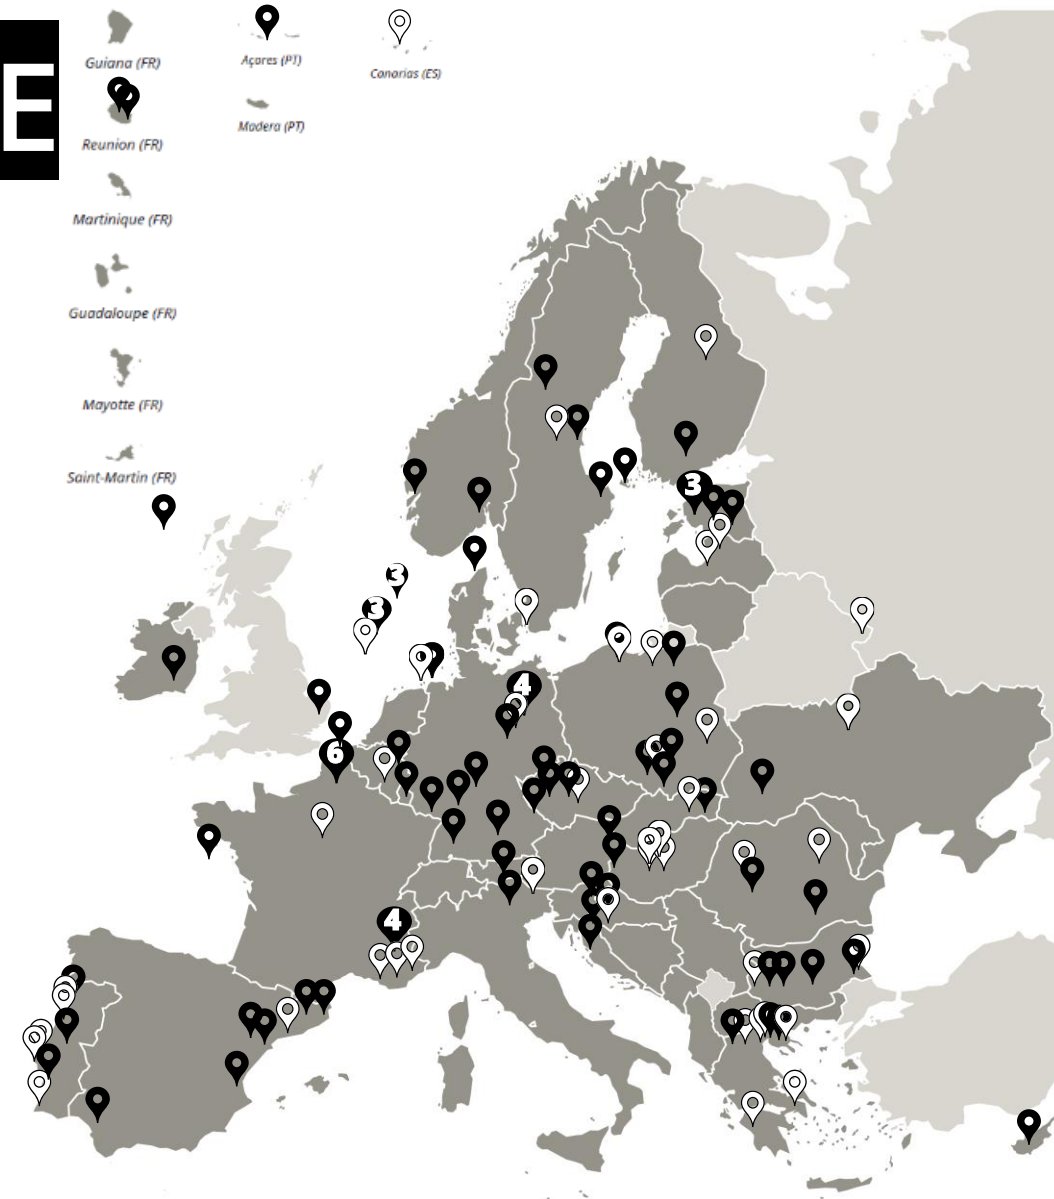 E
Guiana (FR)
Açores (PT)
Canarias (ES)
Reunion (FR)
Madera (PT)
Martinique (FR)
Guadaloupe (FR)
Mayotte (FR)
Saint-Martin (FR)
3
3
3
4
6
4